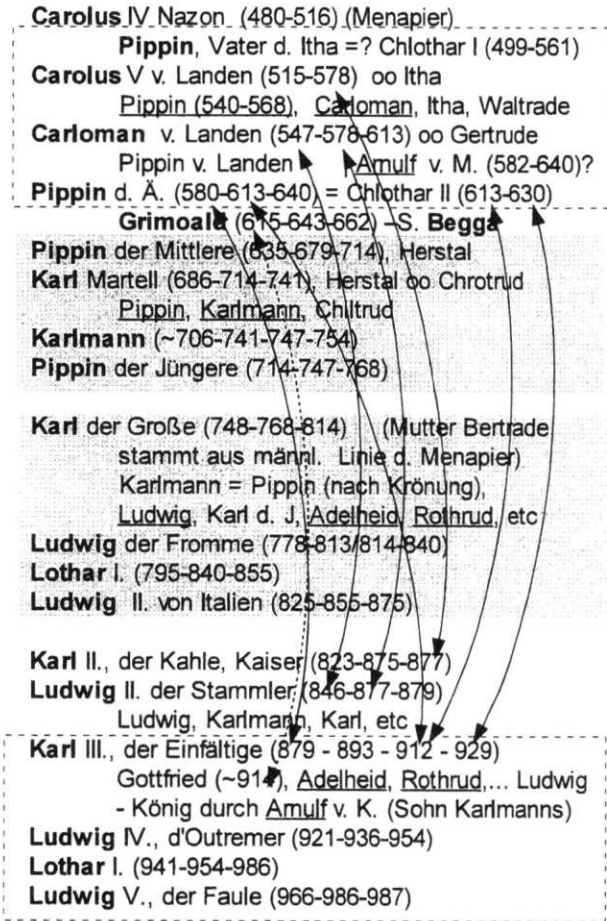 Carolus IV Nazon (480-516) (Menapier)
Pippin, Vater d. Itha =? Chlothar I (499-561)
Carolus V v. Landen (515-578) oo Itha
Pippin (540-568), Carloman, Itha, Waltrade
Carloman v. Landen (547-578-613) oo Gertrude
Pippin v. Landen Arnulf v. M. (582-640)?
Pippin d. Ä. (580-613-640) = Chlothar II (613-630)
Grimoald (615-643-662) –S. Begga
Pippin der Mittlere (635-679-714), Herstal
Karl Martell (686-714-741), Herstal oo Chrotrud
Pippin, Karlmann, Chiltrud
Karlmann (~706-741-747-754)
Pippin der Jüngere (714-747-768)
Karl der Große (748-768-814) (Mutter Bertrade
stammt aus männl. Linie d. Menapier)
Karlmann = Pippin (nach Krönung),
Ludwig, Karl d. J, Adelheid, Rothrud, etc
Ludwig der Fromme (778-813/814-840)
Lothar I. (795-840-855)
Ludwig II. von Italien (825-855-875)
Karl II., der Kahle, Kaiser (823-875-877)
Ludwig II. der Stammler (846-877-879)
Ludwig, Karlmann, Karl, etc
Karl III., der Einfältige (879 - 893 - 912 - 929)
Gottfried (~914), Adelheid, Rothrud,... Ludwig
- König durch Arnulf v. K. (Sohn Karlmanns)
Ludwig IV., d'Outremer (921-936-954)
Lothar I. (941-954-986)
Ludwig V., der Faule (966-986-987)